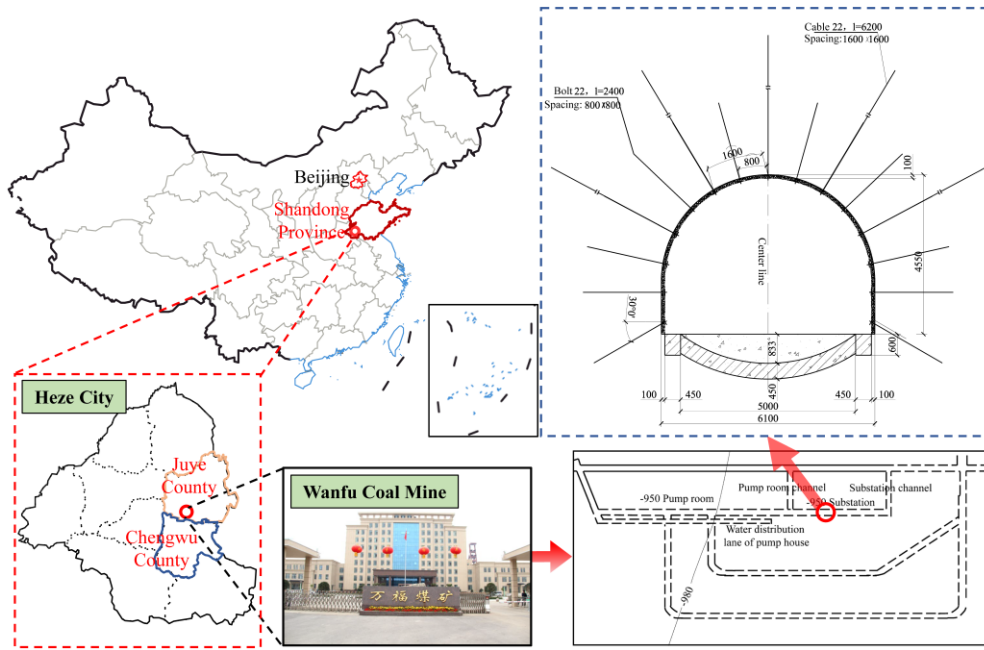 Beijing
Shandong
Province
Heze City
Juye
County
Chengwu
County
Wanfu Coal Mine
万福煤矿
Cable 22, l=6200
Spacing:1600
1600
Bolt 22, l=2400
Spacing: 800
800
1600
800
100
Center line
4550
30°0'
833
600
450
100
450
5000
450
100
6100
Pump room channel
Substation channel
-950 Pump room
-950 Substation
Water distribution
lane of pump house
-980